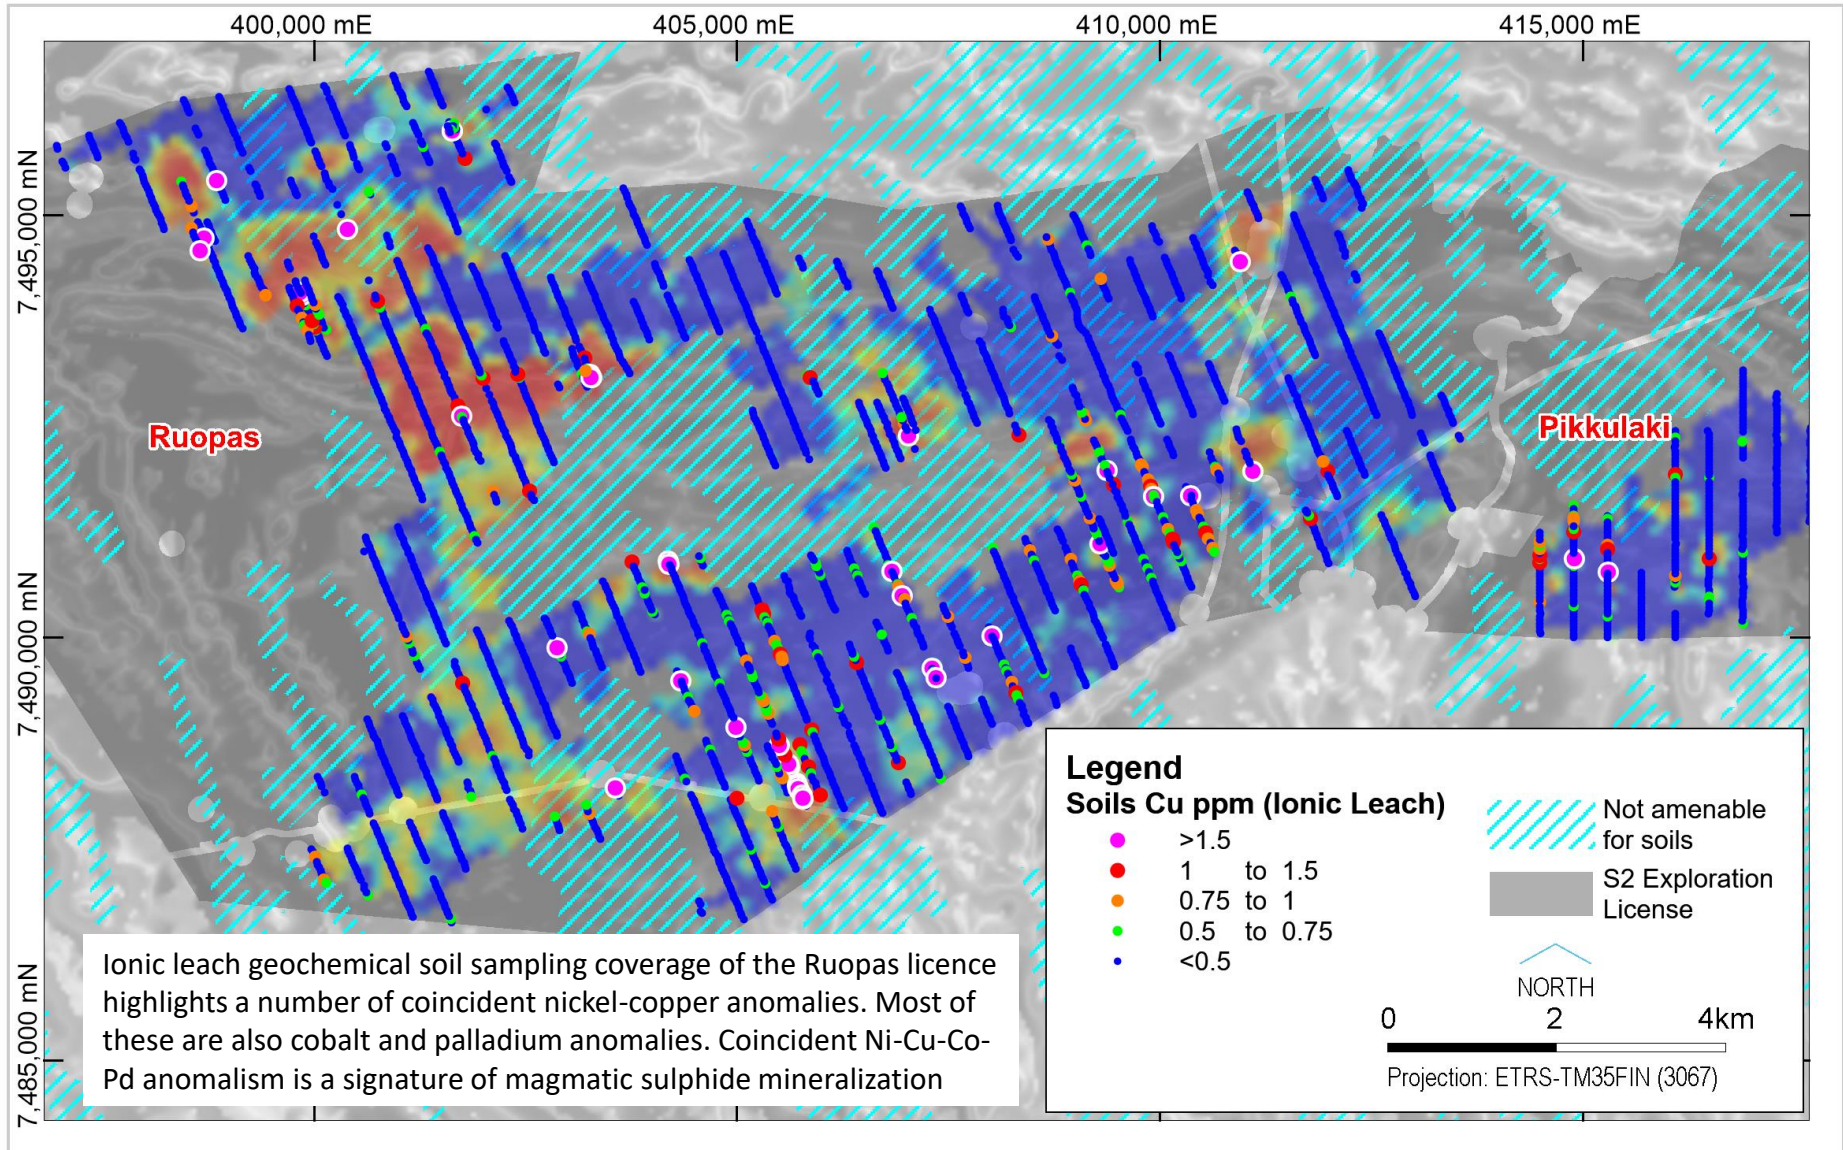 400,000 mE
405,000 mE
410,000 mE
415,000 mE
7,495,000 mN
7,490,000 mN
7,485,000 mN
Ruopas
Pikkulaki
Legend
Soils Cu ppm (Ionic Leach)
>1.5
1 to 1.5
0.75 to 1
0.5 to 0.75
<0.5
Not amenable
for soils
S2 Exploration
License
NORTH
0 2 4km
Projection: ETRS-TM35FIN (3067)
Ionic leach geochemical soil sampling coverage of the Ruopas licence
highlights a number of coincident nickel-copper anomalies. Most of
these are also cobalt and palladium anomalies. Coincident Ni-Cu-Co-
Pd anomalism is a signature of magmatic sulphide mineralization